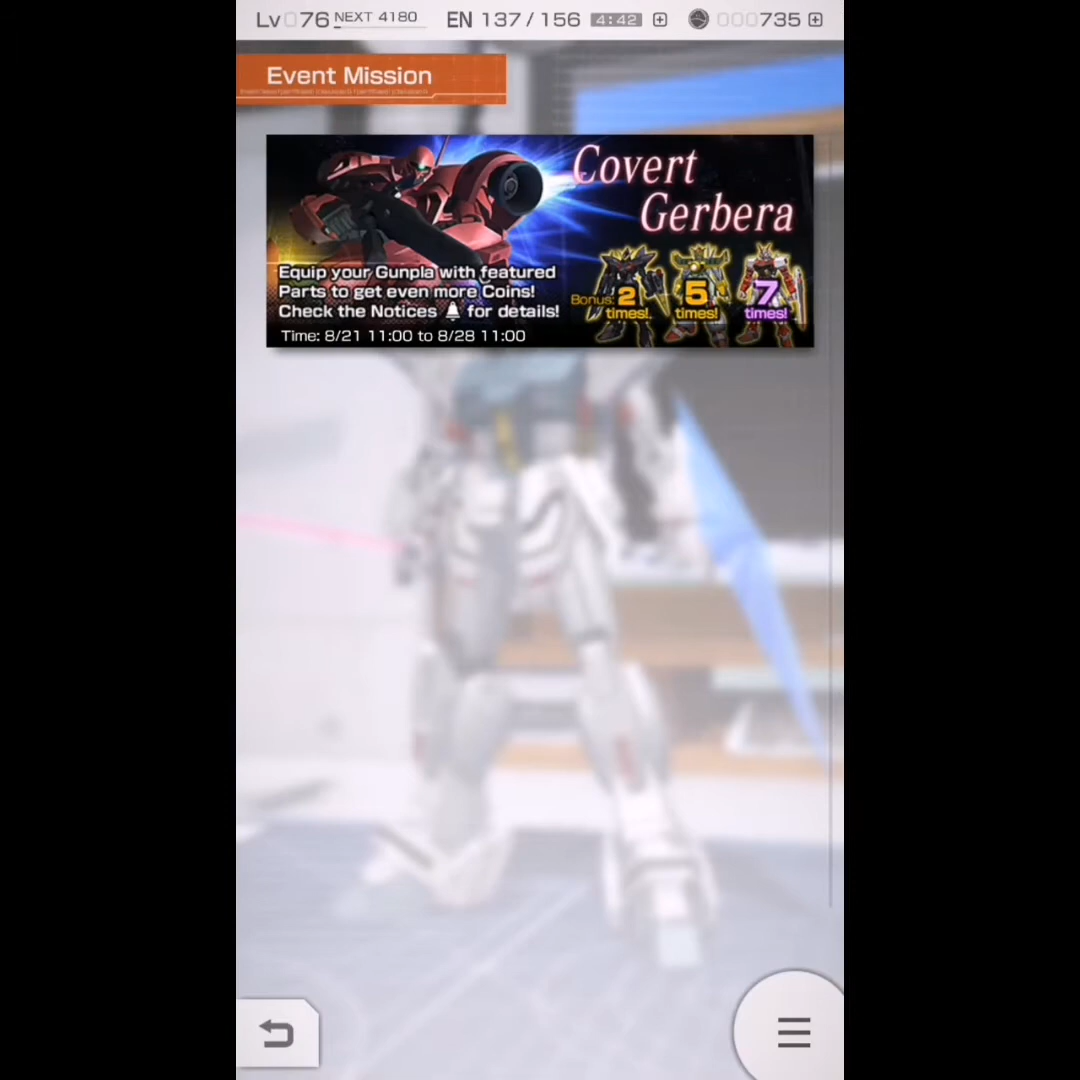 Lv076 NEXT 4180 EN 137/156 4:42 000735
Event Mission
Covert
Gerbera
Equip your Gunpla with featured
Parts to get even more Coins!
Check the Notices for details!
Time: 8/21 11:00 to 8/28 11:00
Bonus: 2 times!
5 times!
7 times!